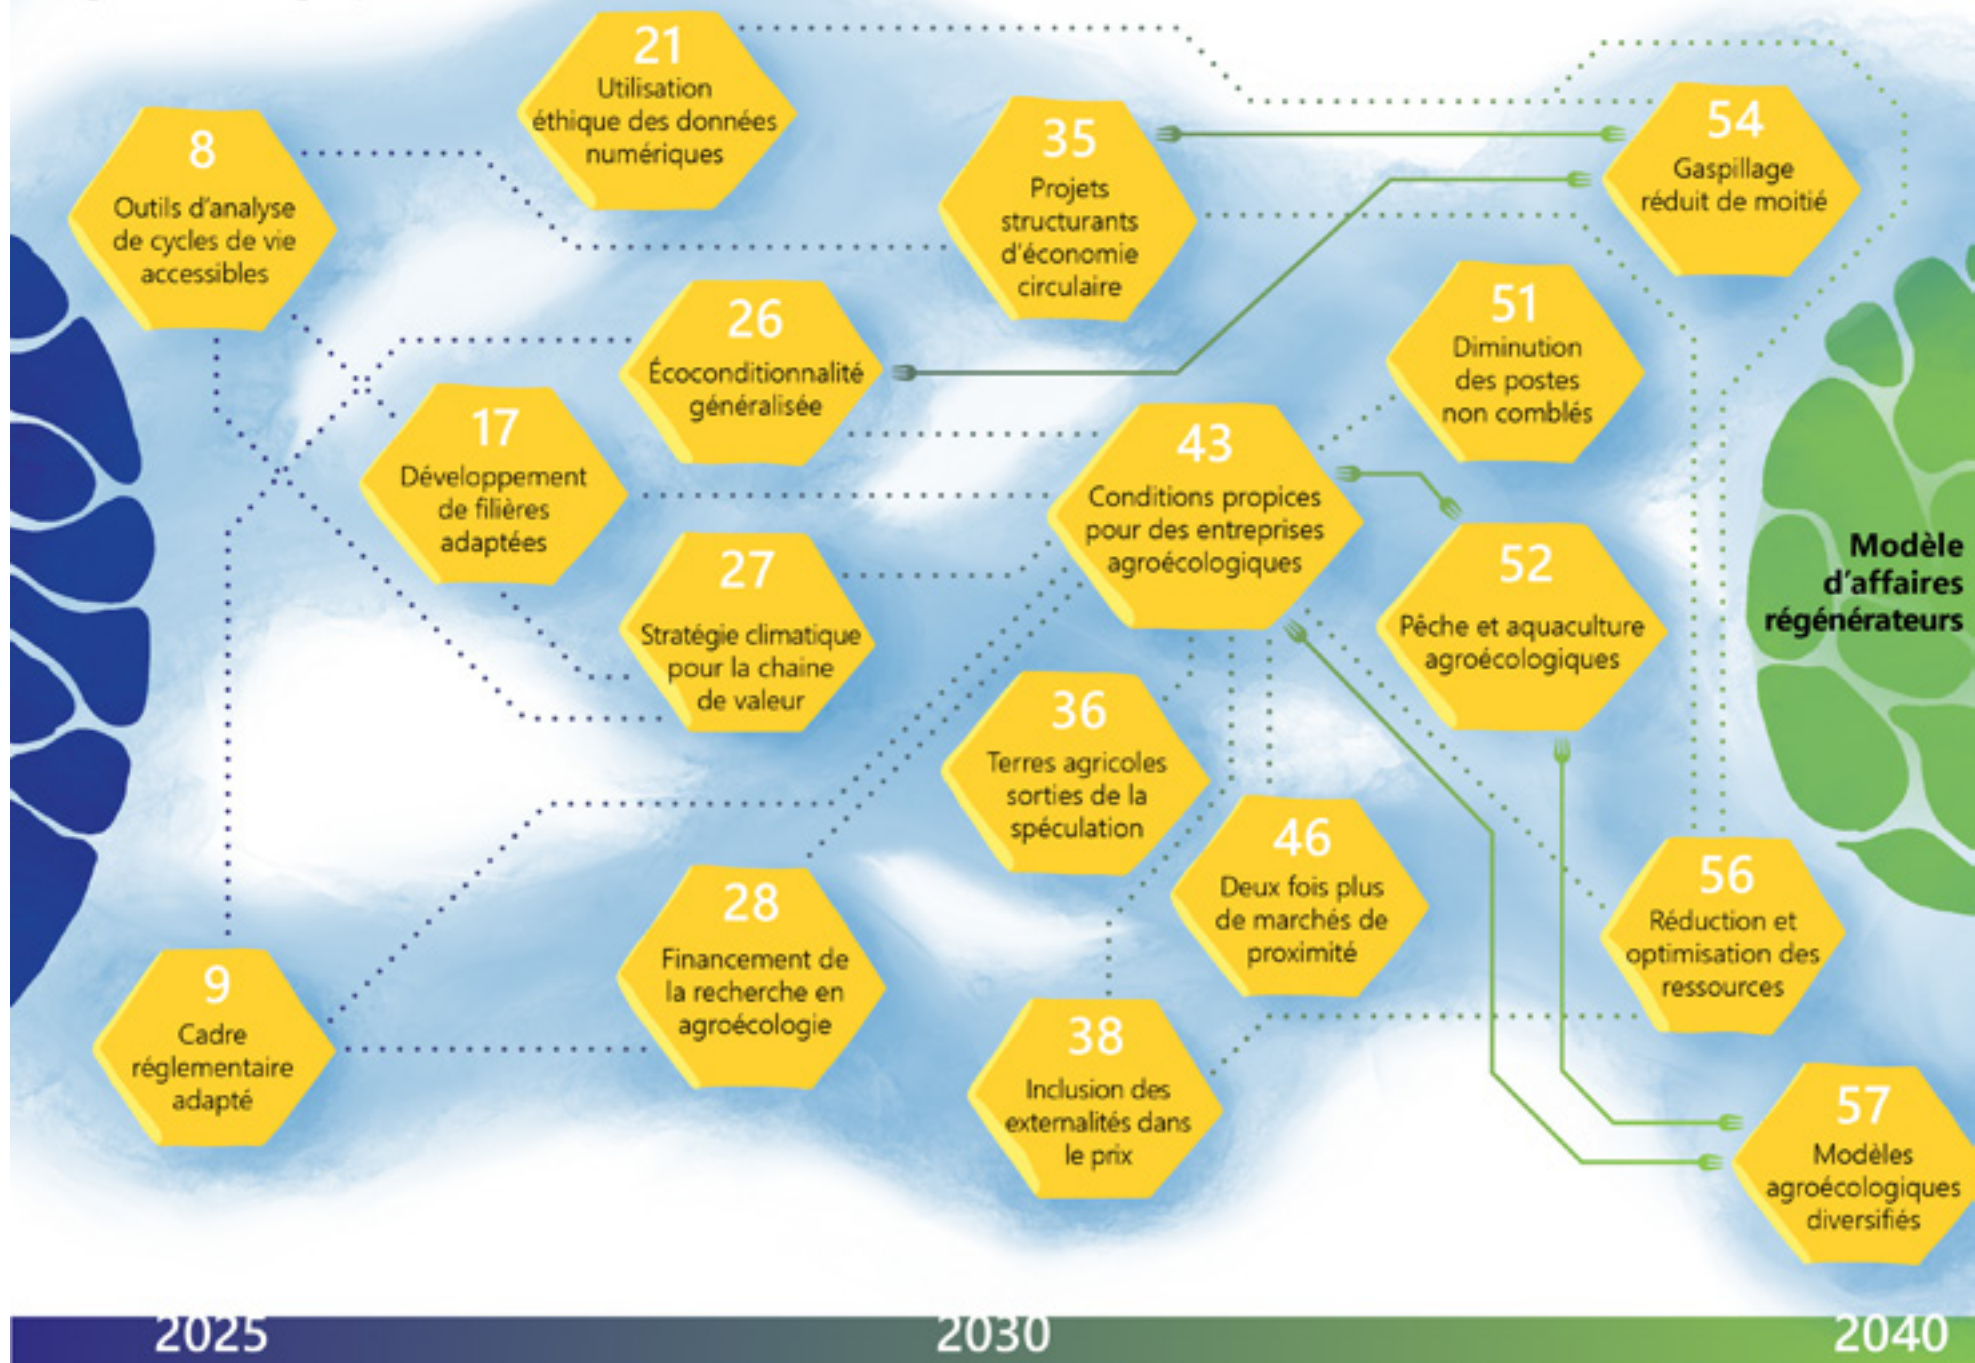 21
Utilisation
éthique des données
numériques
8
Outils d'analyse
de cycles de vie
accessibles
35
Projets
structurants
d'économie
circulaire
54
Gaspillage
réduit de moitié
26
Écoconditionnalité
généralisée
51
Diminution
des postes
non comblés
17
Développement
de filières
adaptées
43
Conditions propices
pour des entreprises
agroécologiques
27
Stratégie climatique
pour la chaine
de valeur
52
Pêche et aquaculture
agroécologiques
Modèle
d'affaires
régénérateurs
36
Terres agricoles
sorties de la
spéculation
46
Deux fois plus
de marchés de
proximité
28
Financement de
la recherche en
agroécologie
56
Réduction et
optimisation des
ressources
9
Cadre
réglementaire
adapté
38
Inclusion des
externalités dans
le prix
57
Modèles
agroécologiques
diversifiés
2025
2030
2040